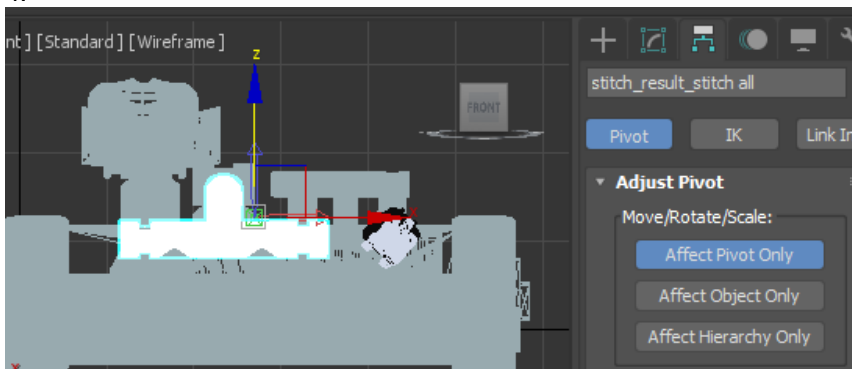 nt ] [Standard ] [Wireframe ]
z
FRONT
x
stitch_result_stitch all
Pivot IK Link In
Adjust Pivot
Move/Rotate/Scale:
Affect Pivot Only
Affect Object Only
Affect Hierarchy Only